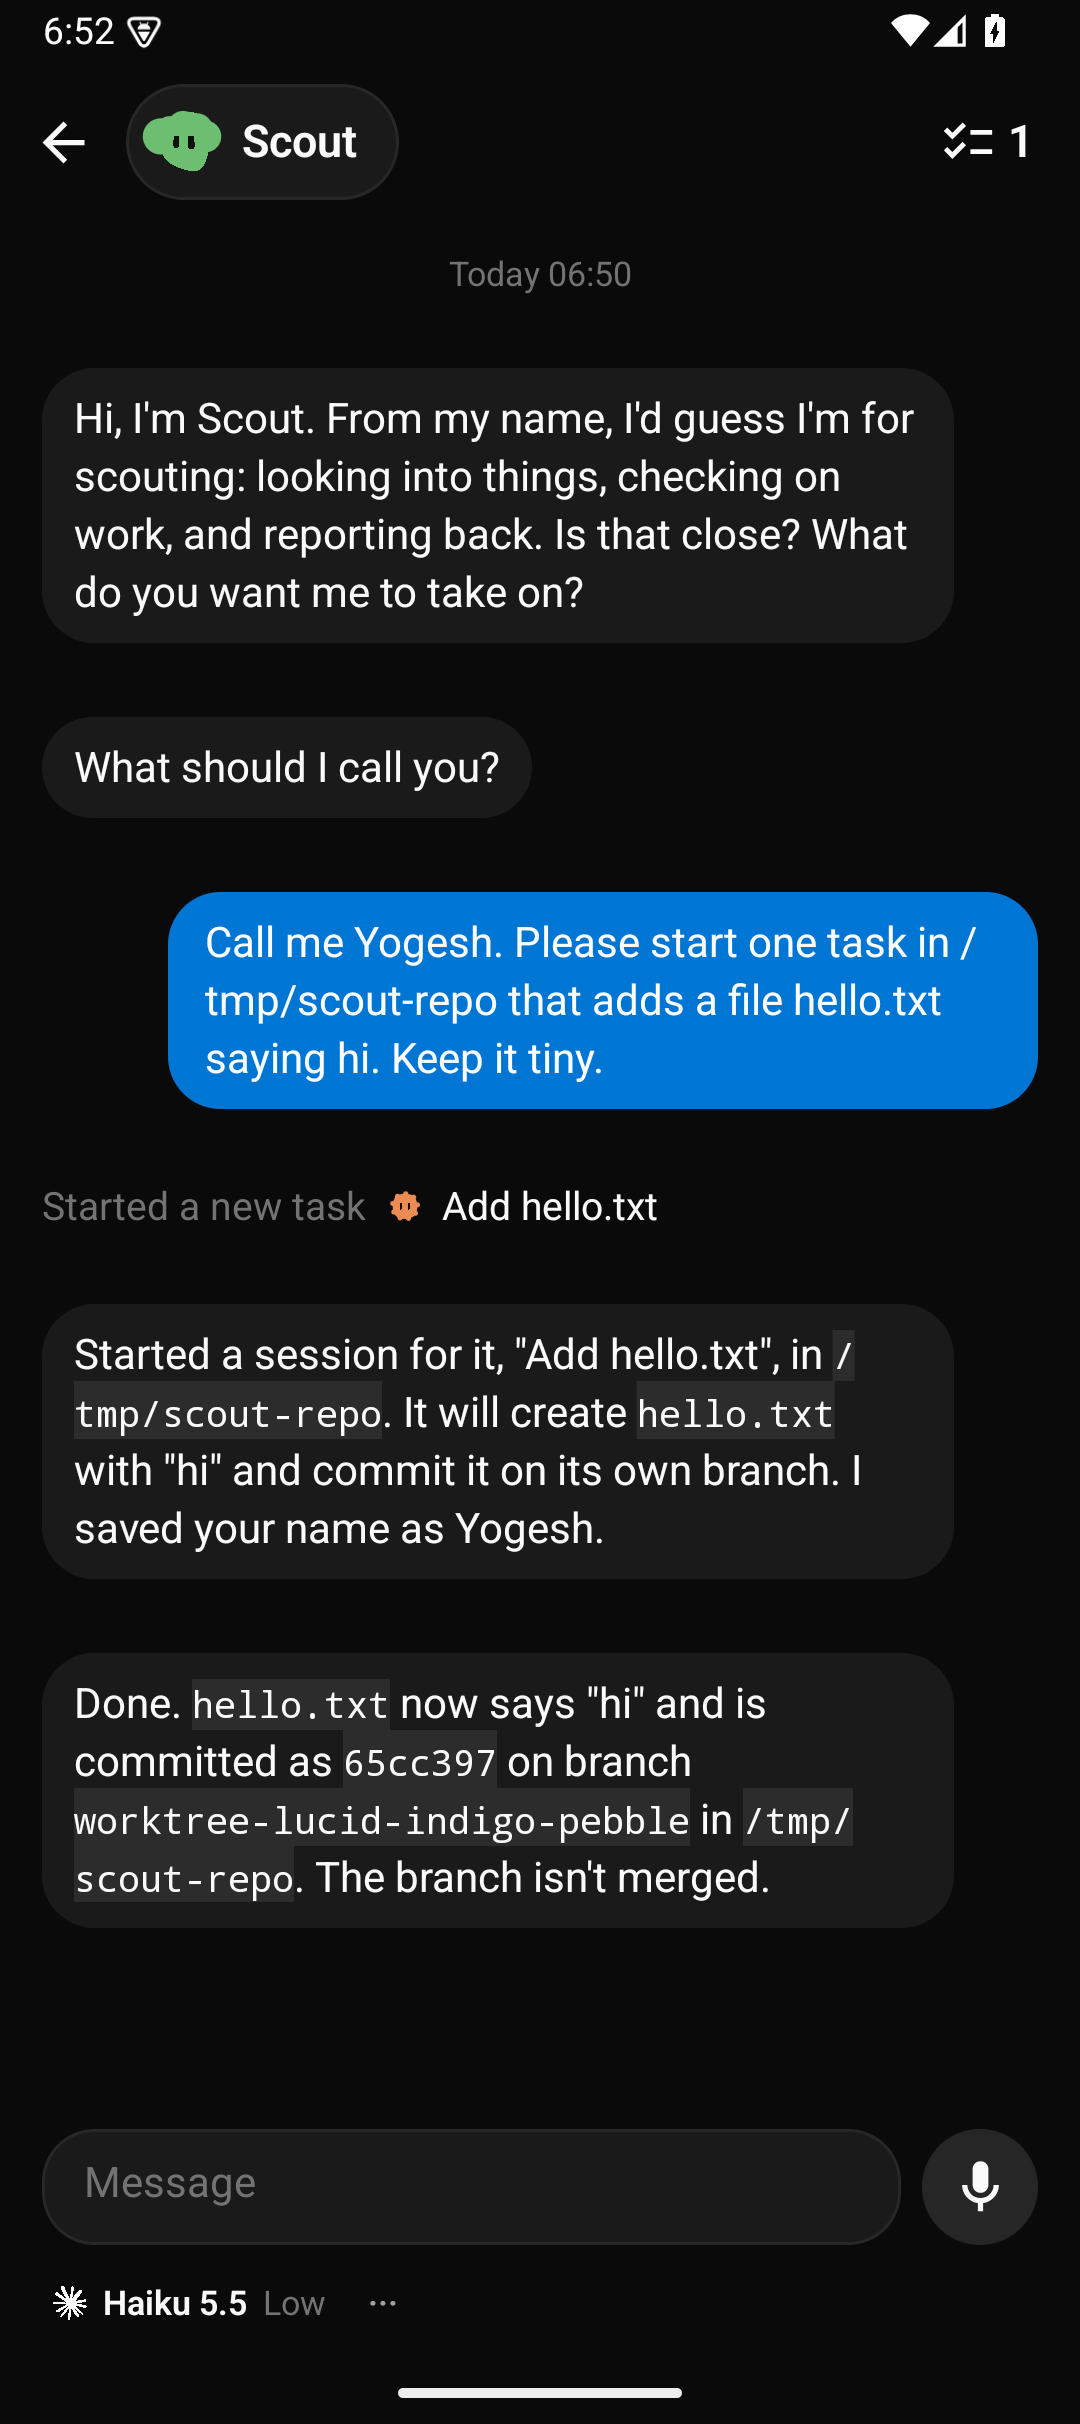 6:52
Scout
1
Today 06:50
Hi, I'm Scout. From my name, I'd guess I'm for
scouting: looking into things, checking on
work, and reporting back. Is that close? What
do you want me to take on?
What should I call you?
Call me Yogesh. Please start one task in /
tmp/scout-repo that adds a file hello.txt
saying hi. Keep it tiny.
Started a new task Add hello.txt
Started a session for it, "Add hello.txt", in /
tmp/scout-repo. It will create hello.txt
with "hi" and commit it on its own branch. I
saved your name as Yogesh.
Done. hello.txt now says "hi" and is
committed as 65cc397 on branch
worktree-lucid-indigo-pebble in /tmp/
scout-repo. The branch isn't merged.
Message
Haiku 5.5 Low ...